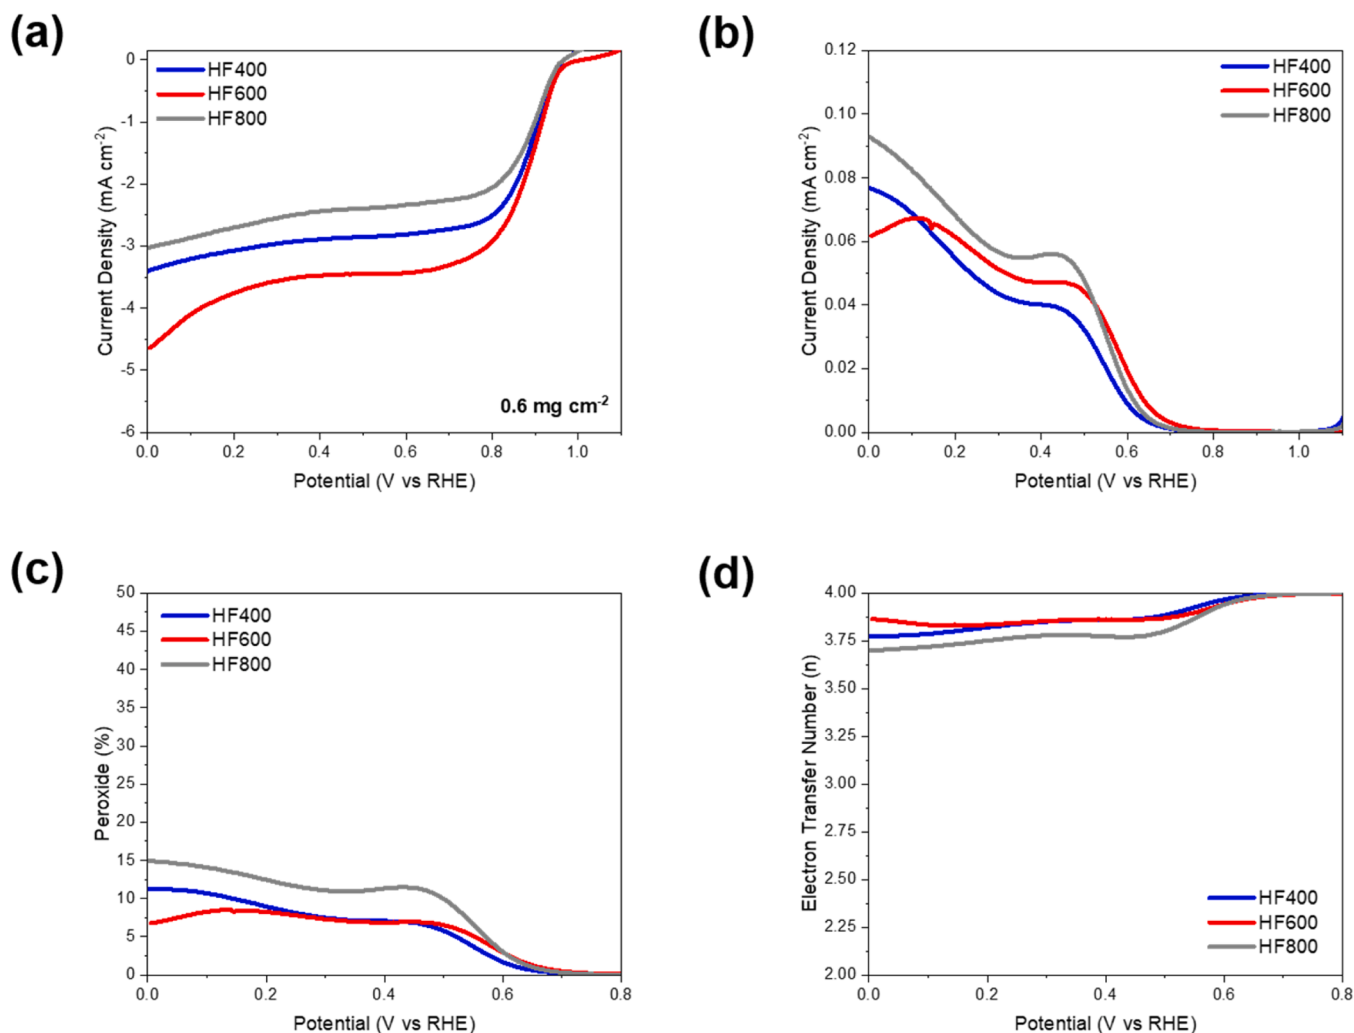 (a)
HF400
HF600
HF800
0
-1
-2
-3
-4
-5
-6
0.0 0.2 0.4 0.6 0.8 1.0
Current Density (mA cm-2)
Potential (V vs RHE)
0.6 mg cm-2
(b)
HF400
HF600
HF800
0.12
0.10
0.08
0.06
0.04
0.02
0.00
0.0 0.2 0.4 0.6 0.8 1.0
Current Density (mA cm-2)
Potential (V vs RHE)
(c)
HF400
HF600
HF800
50
45
40
35
30
25
20
15
10
5
0
0.0 0.2 0.4 0.6 0.8
Peroxide (%)
Potential (V vs RHE)
(d)
4.00
3.75
3.50
3.25
3.00
2.75
2.50
2.25
2.00
0.0 0.2 0.4 0.6 0.8
Electron Transfer Number (n)
HF400
HF600
HF800
Potential (V vs RHE)